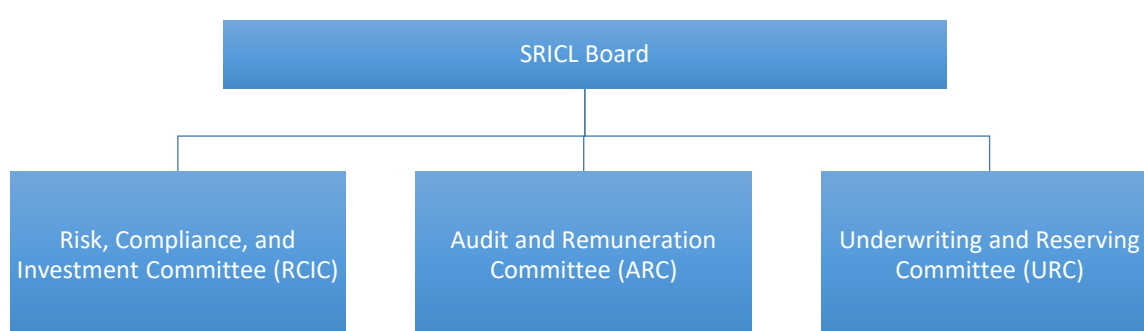 SRICL Board
Risk, Compliance, and
Investment Committee (RCIC)
Audit and Remuneration
Committee (ARC)
Underwriting and Reserving
Committee (URC)